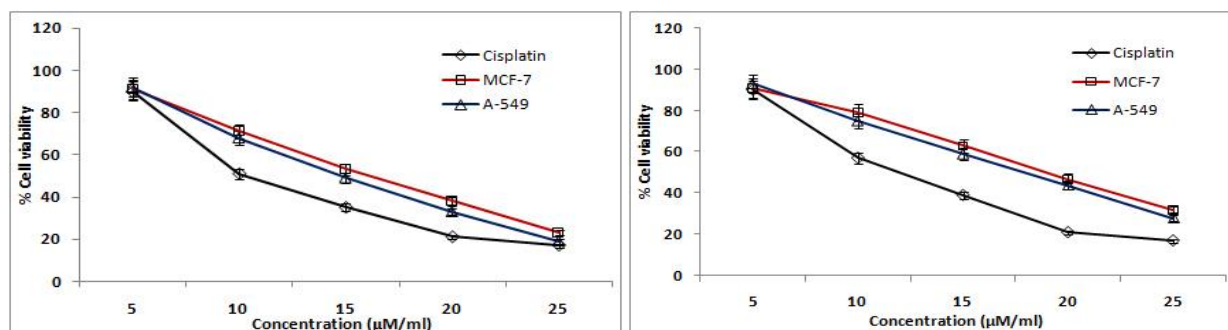 120
100
80
60
40
20
0
% Cell viability
Cisplatin
MCF-7
A-549
5 10 15 20 25
Concentration (µM/ml)
120
100
80
60
40
20
0
% Cell viability
Cisplatin
MCF-7
A-549
5 10 15 20 25
Concentration (µM/ml)